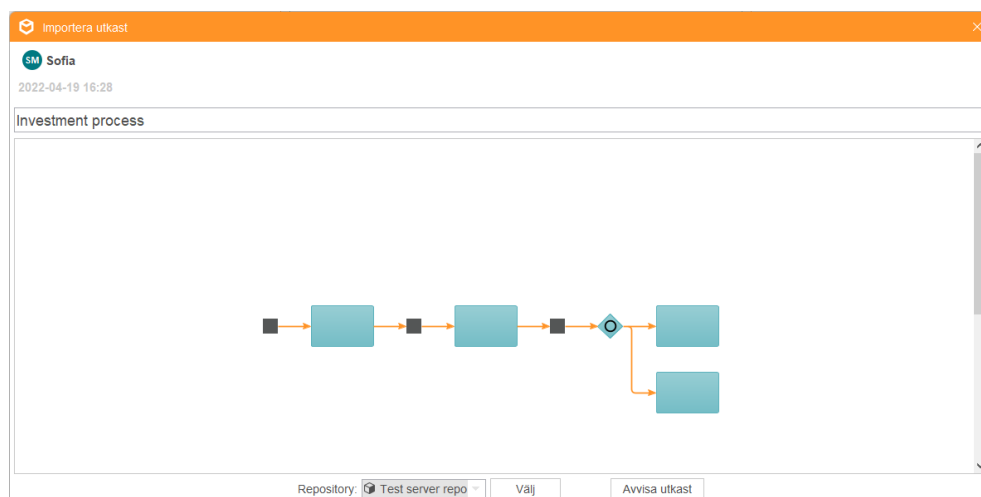 Importera utkast
SM Sofia
2022-04-19 16:28
Investment process
Repository: Test server repo Välj Avvisa utkast